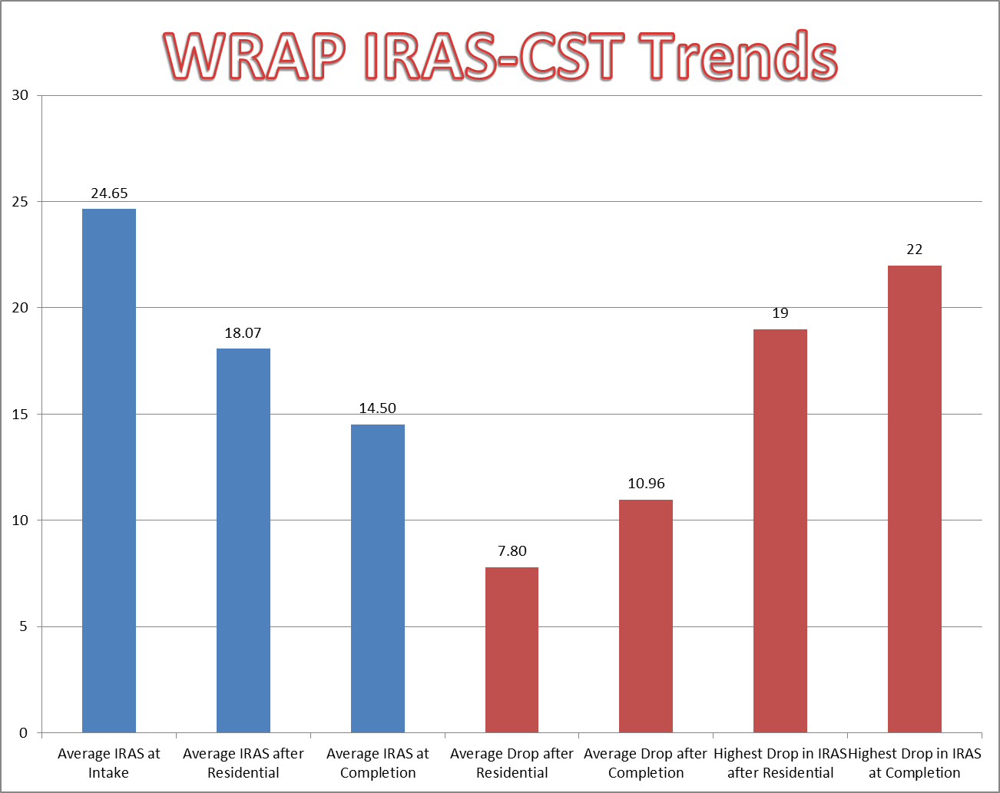 WRAP IRAS-CST Trends
30
25
20
15
10
5
0
24.65
18.07
14.50
7.80
10.96
19
22
Average IRAS at
Intake
Average IRAS after
Residential
Average IRAS at
Completion
Average Drop after
Residential
Average Drop after
Completion
Highest Drop in IRAS
after Residential
Highest Drop in IRAS
at Completion